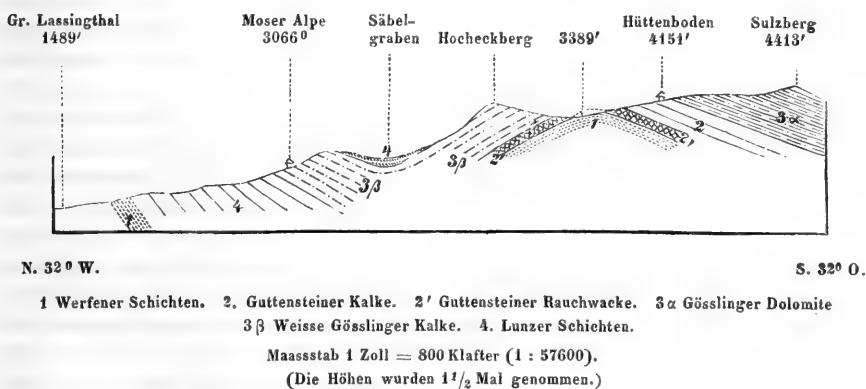 Gr. Lassingthal
1489′
Moser Alpe
3066⁰
Säbel-
graben
Hocheckberg
3389′
Hüttenboden
4151′
Sulzberg
4413′
1
4
3β
4
3β
2′
1
2′
2
3α
N. 32⁰ W.
S. 32⁰ O.
1 Werfener Schichten. 2. Guttensteiner Kalke. 2′ Guttensteiner Rauchwacke. 3α Gösslinger Dolomite
3β Weisse Gösslinger Kalke. 4. Lunzer Schichten.
Maassstab 1 Zoll = 800 Klafter (1 : 57600).
(Die Höhen wurden 1¹/₂ Mal genommen.)